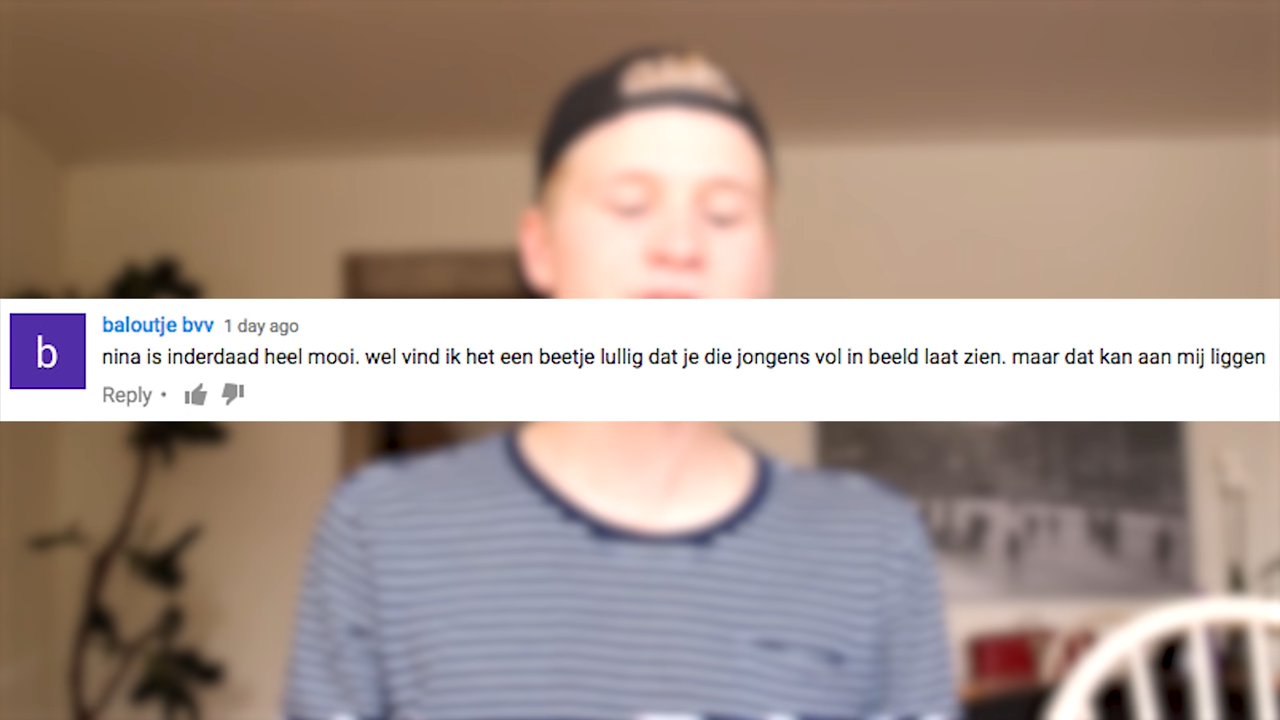 b
baloutje bvv 1 day ago
nina is inderdaad heel mooi. wel vind ik het een beetje lullig dat je die jongens vol in beeld laat zien. maar dat kan aan mij liggen
Reply •